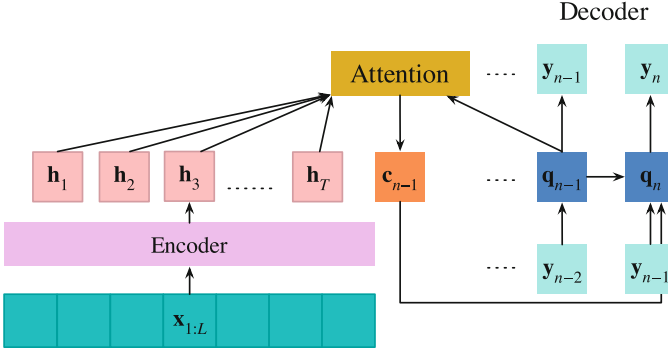 Decoder
Attention ..... y_{n-1} y_n
h_1 h_2 h_3 ...... h_T c_{n-1} ..... q_{n-1} q_n
Encoder
..... y_{n-2} y_{n-1}
x_{1:L}